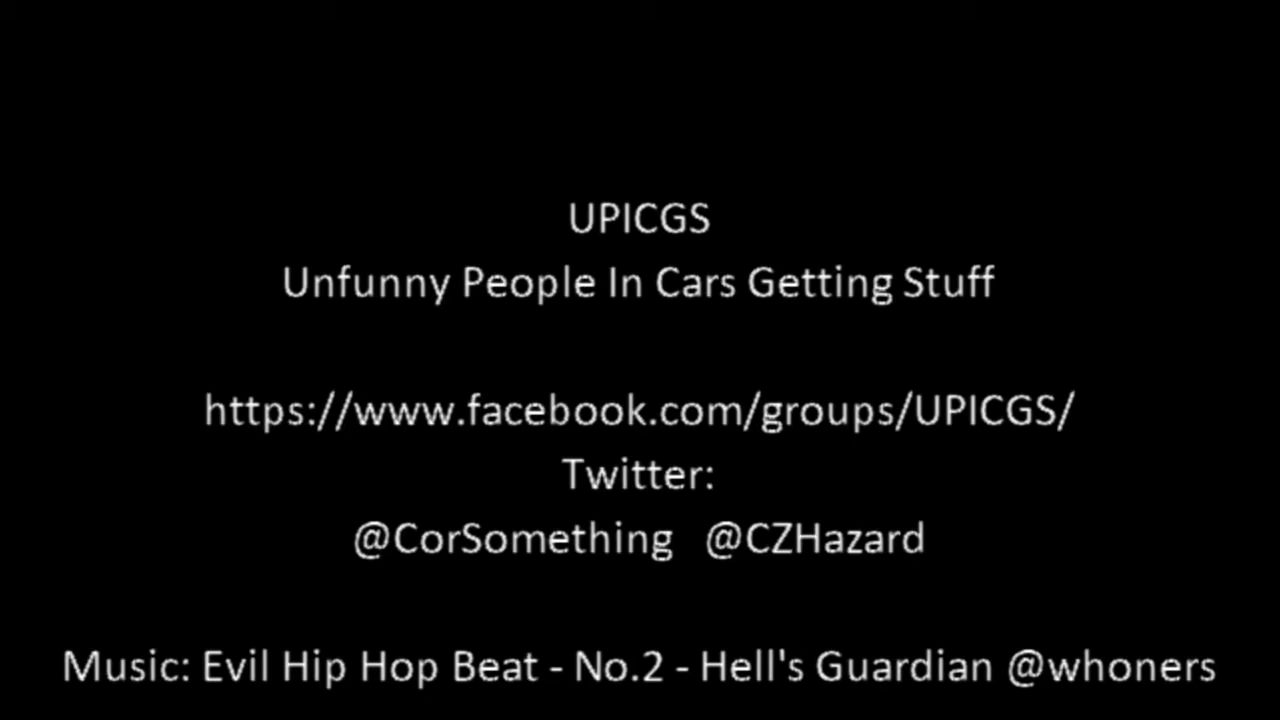 UPICGS
Unfunny People In Cars Getting Stuff
https://www.facebook.com/groups/UPICGS/
Twitter:
@CorSomething @CZHazard
Music: Evil Hip Hop Beat - No.2 - Hell's Guardian @whoners